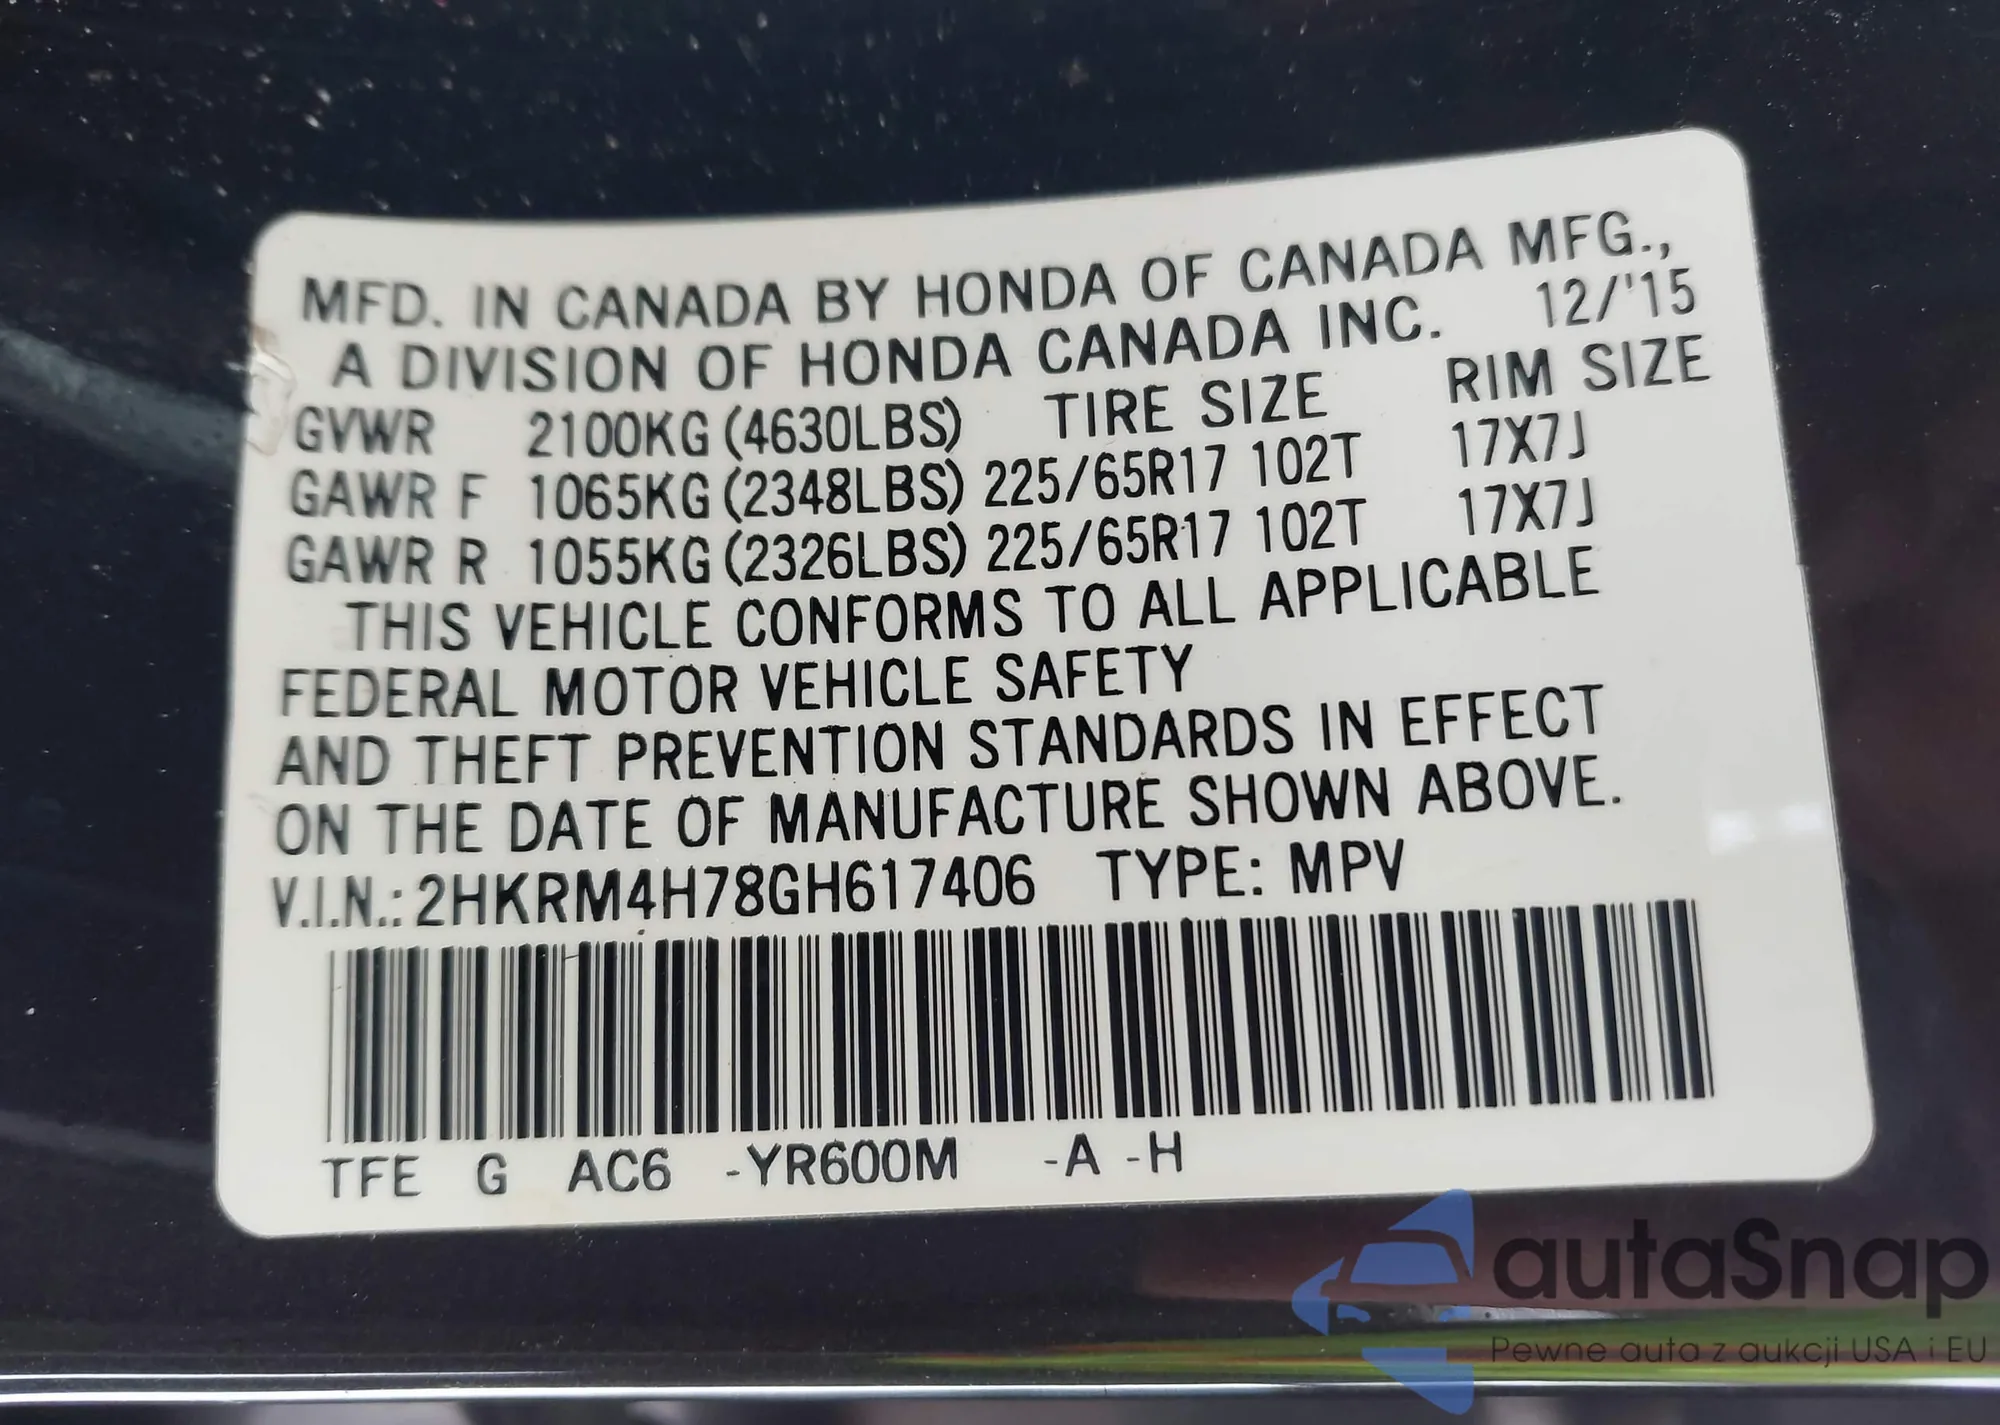 MFD. IN CANADA BY HONDA OF CANADA MFG.,
A DIVISION OF HONDA CANADA INC. 12/'15
GVWR 2100KG (4630LBS) TIRE SIZE RIM SIZE
GAWR F 1065KG (2348LBS) 225/65R17 102T 17X7J
GAWR R 1055KG (2326LBS) 225/65R17 102T 17X7J
THIS VEHICLE CONFORMS TO ALL APPLICABLE
FEDERAL MOTOR VEHICLE SAFETY
AND THEFT PREVENTION STANDARDS IN EFFECT
ON THE DATE OF MANUFACTURE SHOWN ABOVE.
V.I.N.: 2HKRM4H78GH617406 TYPE: MPV
TFE G AC6 -YR600M -A -H
autaSnap
Pewne auta z aukcji USA i EU